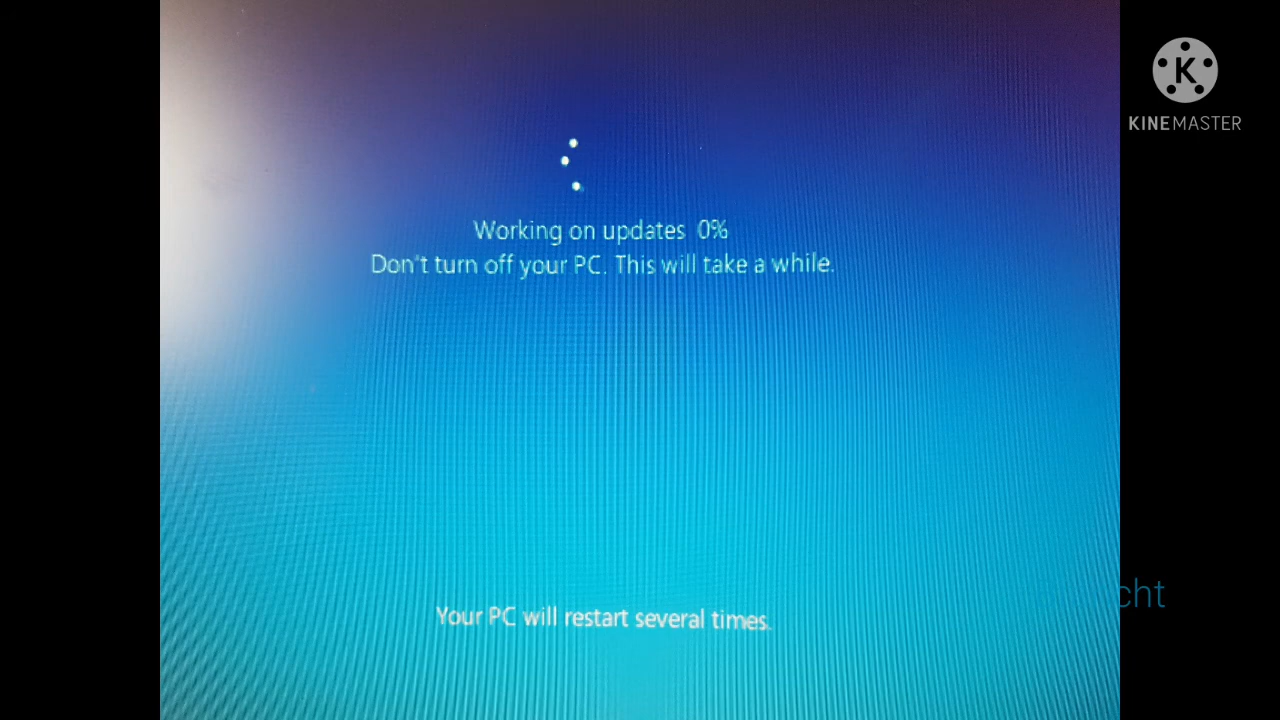 Working on updates 0%
Don't turn off your PC. This will take a while.
Your PC will restart several times.
K
KINEMASTER
cht